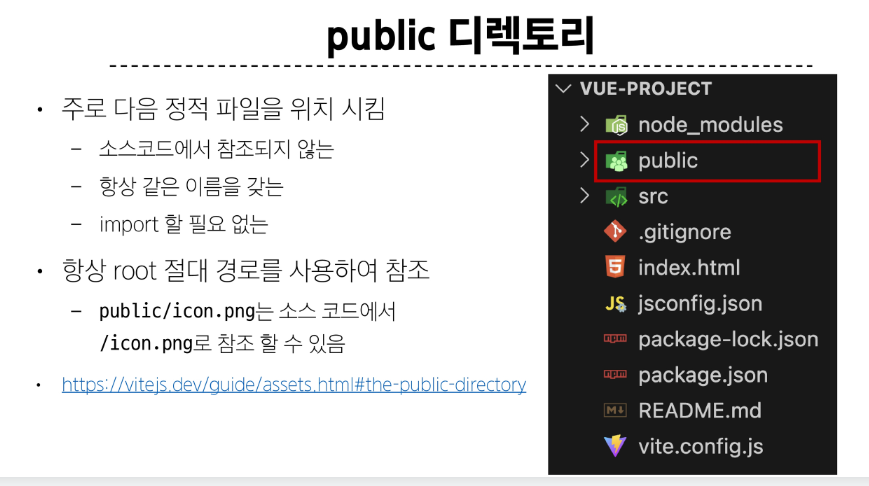 public 디렉토리
• 주로 다음 정적 파일을 위치 시킴
– 소스코드에서 참조되지 않는
– 항상 같은 이름을 갖는
– import 할 필요 없는
• 항상 root 절대 경로를 사용하여 참조
– public/icon.png는 소스 코드에서
/icon.png로 참조 할 수 있음
• https://vitejs.dev/guide/assets.html#the-public-directory
VUE-PROJECT
node_modules
public
src
.gitignore
index.html
JS jsconfig.json
package-lock.json
package.json
README.md
vite.config.js